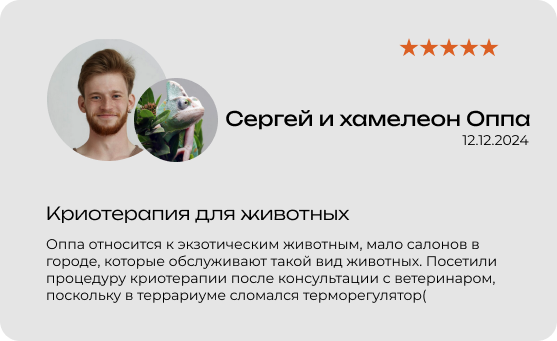 Сергей и хамелеон Оппа
12.12.2024
Криотерапия для животных
Оппа относится к экзотическим животным, мало салонов в
городе, которые обслуживают такой вид животных. Посетили
процедуру криотерапии после консультации с ветеринаром,
поскольку в террариуме сломался терморегулятор(